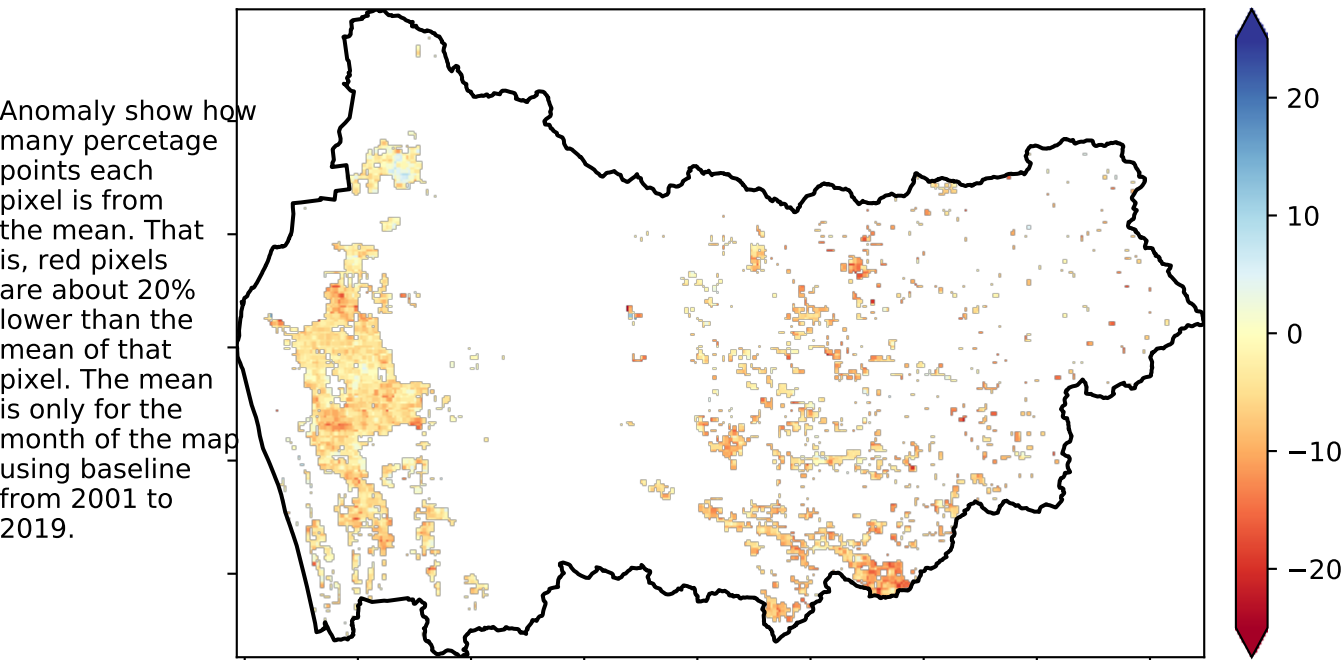 Anomaly show how
many percetage
points each
pixel is from
the mean. That
is, red pixels
are about 20%
lower than the
mean of that
pixel. The mean
is only for the
month of the map
using baseline
from 2001 to
2019.
20
10
0
−10
−20